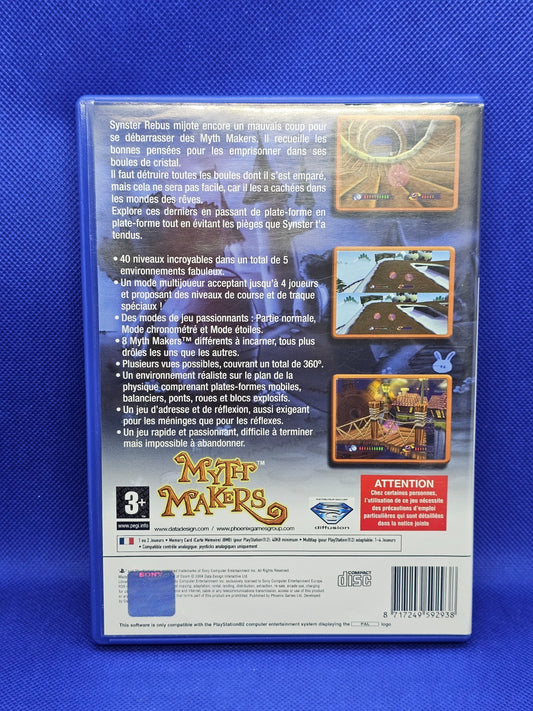 Synster Rebus mijote encore un mauvais coup pour
se débarrasser des Myth Makers. Il recueille les
bonnes pensées pour les emprisonner dans ses
boules de cristal.
Il faut détruire toutes les boules dont il s'est emparé,
mais cela ne sera pas facile, car il les a cachées dans
les mondes des rêves.
Explore ces derniers en passant de plate-forme en
plate-forme tout en évitant les pièges que Synster t'a
tendus.
• 40 niveaux incroyables dans un total de 5
environnements fabuleux.
• Un mode multijoueur acceptant jusqu'à 4 joueurs
et proposant des niveaux de course et de traque
spéciaux !
• Des modes de jeu passionnants : Partie normale,
Mode chronométré et Mode étoiles.
• 8 Myth Makers™ différents à incarner, tous plus
drôles les uns que les autres.
• Plusieurs vues possibles, couvrant un total de 360°.
• Un environnement réaliste sur le plan de la
physique comprenant plates-formes mobiles,
balanciers, ponts, roues et blocs explosifs.
• Un jeu d'adresse et de réflexion, aussi exigeant
pour les méninges que pour les réflexes.
• Un jeu rapide et passionnant, difficile à terminer
mais impossible à abandonner.
MYTH™
MAKERS
3+
www.pegi.info
www.datadesign.com / www.phoenixgamesgroup.com
diffusion
ATTENTION
Chez certaines personnes,
l'utilisation de ce jeu nécessite
des précautions d'emploi
particulières qui sont détaillées
dans la notice jointe
• Compatible contrôle analogique: joysticks analogiques uniquement
SONY
COMPACT
disc
8 717249 592938
This software is only compatible with the PlayStation®2 computer entertainment system displaying the PAL logo